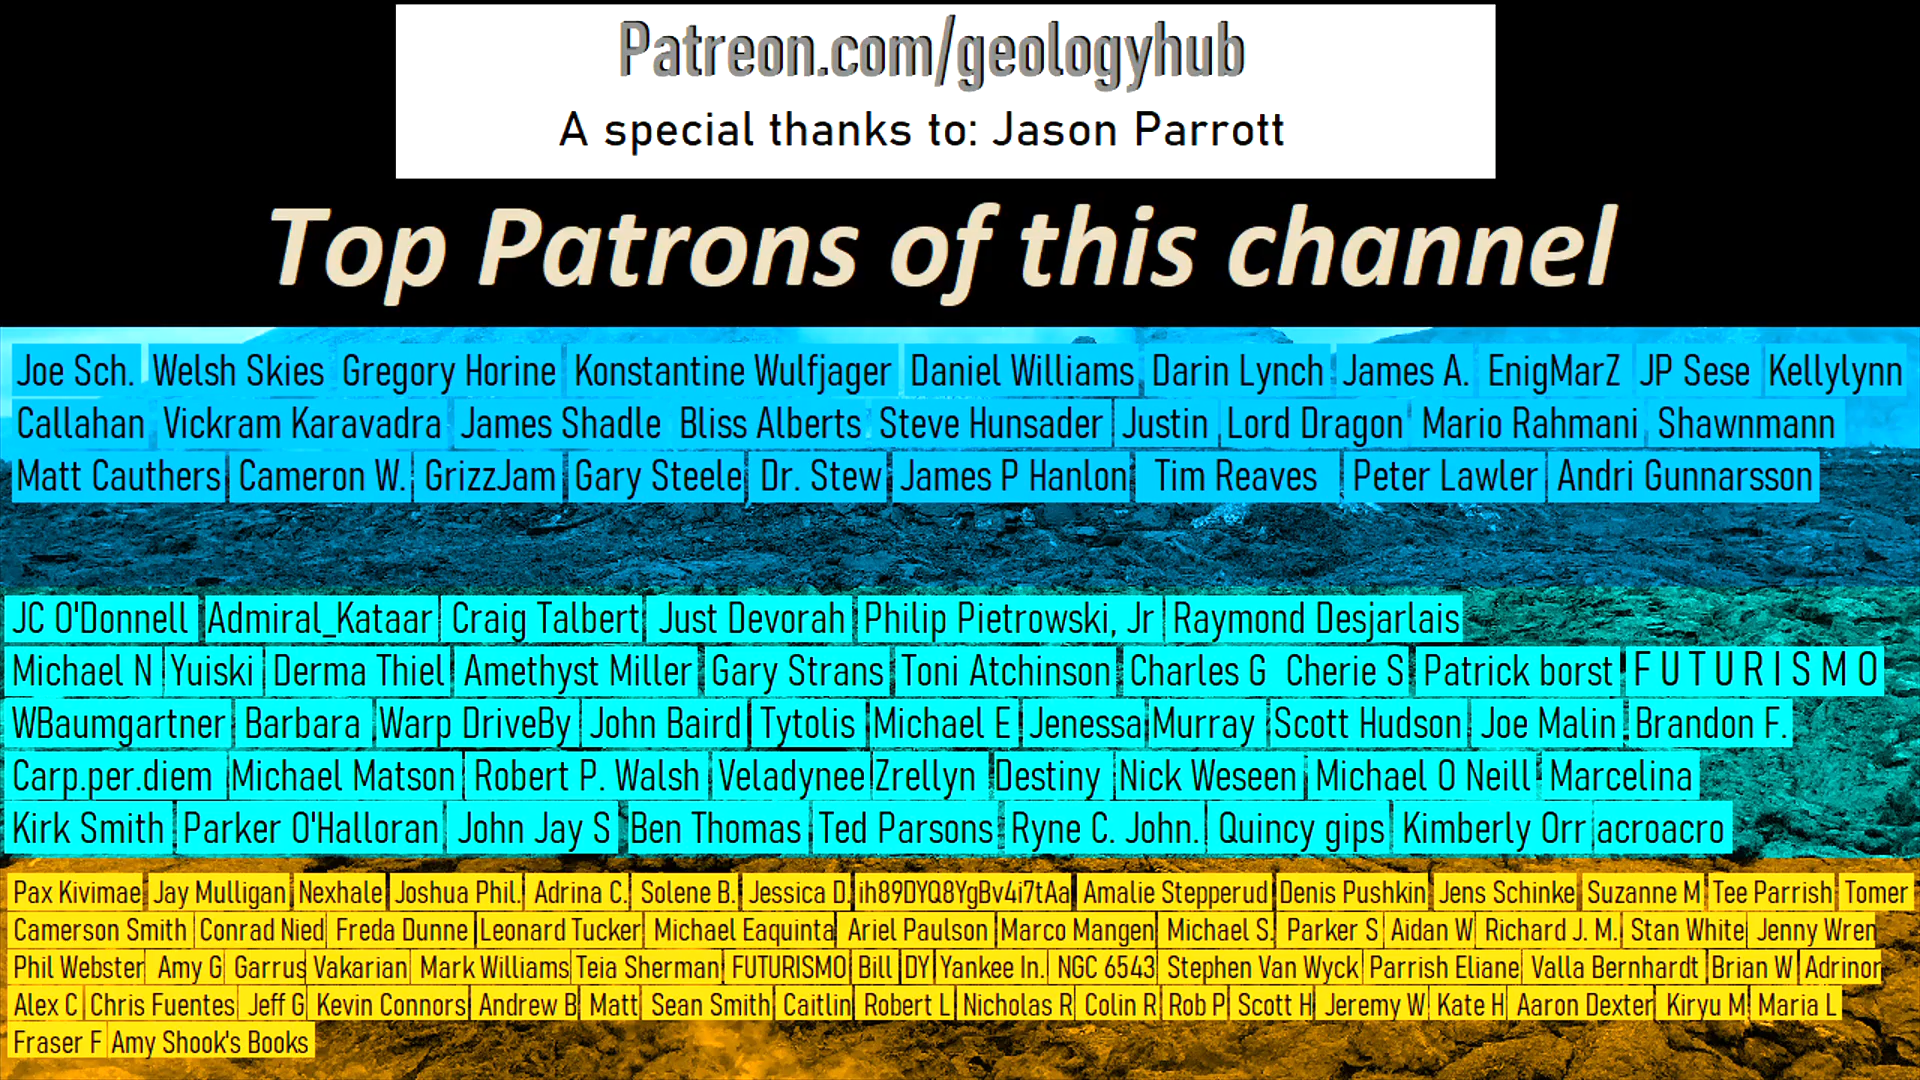 Patreon.com/geologyhub
A special thanks to: Jason Parrott
Top Patrons of this channel
Joe Sch. Welsh Skies Gregory Horine Konstantine Wulfjager Daniel Williams Darin Lynch James A. EnigMarZ JP Sese Kellylynn
Callahan Vickram Karavadra James Shadle Bliss Alberts Steve Hunsader Justin Lord Dragon Mario Rahmani Shawnmann
Matt Cauthers Cameron W. GrizzJam Gary Steele Dr. Stew James P Hanlon Tim Reaves Peter Lawler Andri Gunnarsson
JC O'Donnell Admiral_Kataar Craig Talbert Just Devorah Philip Pietrowski, Jr Raymond Desjarlais
Michael N Yuiski Derma Thiel Amethyst Miller Gary Strans Toni Atchinson Charles G Cherie S Patrick borst F U T U R I S M O
WBaumgartner Barbara Warp DriveBy John Baird Tytolis Michael E Jenessa Murray Scott Hudson Joe Malin Brandon F.
Carp.per.diem Michael Matson Robert P. Walsh Veladynee Zrellyn Destiny Nick Weseen Michael O Neill Marcelina
Kirk Smith Parker O'Halloran John Jay S Ben Thomas Ted Parsons Ryne C. John. Quincy gips Kimberly Orr acroacro
Pax Kivimae Jay Mulligan Nexhale Joshua Phil. Adrina C. Solene B. Jessica D. ih89DYQ8YgBv4i7tAa Amalie Stepperud Denis Pushkin Jens Schinke Suzanne M Tee Parrish Tomer
Camerson Smith Conrad Nied Freda Dunne Leonard Tucker Michael Eaquinta Ariel Paulson Marco Mangen Michael S. Parker S Aidan W Richard J. M. Stan White Jenny Wren
Phil Webster Amy G Garrus Vakarian Mark Williams Teia Sherman FUTURISMO Bill DY Yankee In. NGC 6543 Stephen Van Wyck Parrish Eliane Valla Bernhardt Brian W Adrinor
Alex C Chris Fuentes Jeff G Kevin Connors Andrew B Matt Sean Smith Caitlin Robert L Nicholas R Colin R Rob P Scott H Jeremy W Kate H Aaron Dexter Kiryu M Maria L
Fraser F Amy Shook's Books